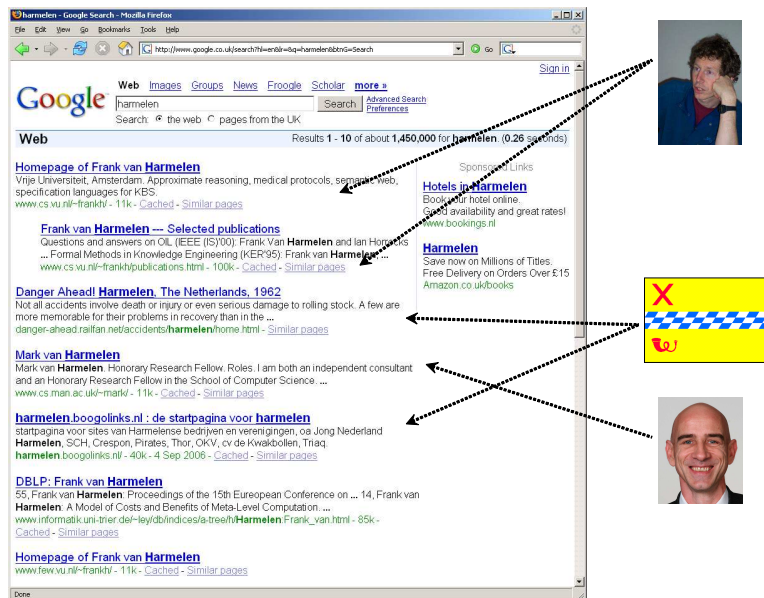 harmelen - Google Search - Mozilla Firefox
File Edit View Go Bookmarks Tools Help
http://www.google.co.uk/search?hl=en&lr=&q=harmelen&btnG=Search Go
Sign in
Google
Web Images Groups News Froogle Scholar more »
harmelen Search Advanced Search
Preferences
Search: the web pages from the UK
Web Results 1 - 10 of about 1,450,000 for harmelen. (0.26 seconds)
Homepage of Frank van Harmelen
Vrije Universiteit, Amsterdam. Approximate reasoning, medical protocols, semantic web,
specification languages for KBS.
www.cs.vu.nl/~frankh/ - 11k - Cached - Similar pages
Frank van Harmelen --- Selected publications
Questions and answers on OIL (IEEE (IS)'00): Frank Van Harmelen and Ian Horrocks
... Formal Methods in Knowledge Engineering (KER'95): Frank van Harmelen, ...
www.cs.vu.nl/~frankh/publications.html - 100k - Cached - Similar pages
Danger Ahead! Harmelen, The Netherlands, 1962
Not all accidents involve death or injury or even serious damage to rolling stock. A few are
more memorable for their problems in recovery than in the ...
danger-ahead.railfan.net/accidents/harmelen/home.html - Similar pages
Mark van Harmelen
Mark van Harmelen. Honorary Research Fellow. Roles. I am both an independent consultant
and an Honorary Research Fellow in the School of Computer Science. ...
www.cs.man.ac.uk/~mark/ - 11k - Cached - Similar pages
harmelen.boogolinks.nl : de startpagina voor harmelen
startpagina voor sites van Harmelense bedrijven en verenigingen, oa Jong Nederland
Harmelen, SCH, Crespon, Pirates, Thor, OKV, cv de Kwakbollen, Triaq.
harmelen.boogolinks.nl/ - 40k - 4 Sep 2006 - Cached - Similar pages
DBLP: Frank van Harmelen
55, Frank van Harmelen: Proceedings of the 15th Eureopean Conference on ... 14, Frank van
Harmelen: A Model of Costs and Benefits of Meta-Level Computation. ...
www.informatik.uni-trier.de/~ley/db/indices/a-tree/h/Harmelen:Frank_van.html - 85k -
Cached - Similar pages
Homepage of Frank van Harmelen
www.few.vu.nl/~frankh/ - 11k - Cached - Similar pages
Sponsored Links
Hotels in Harmelen
Book your hotel online.
Good availability and great rates!
www.bookings.nl
Harmelen
Save now on Millions of Titles.
Free Delivery on Orders Over £15
Amazon.co.uk/books
Done